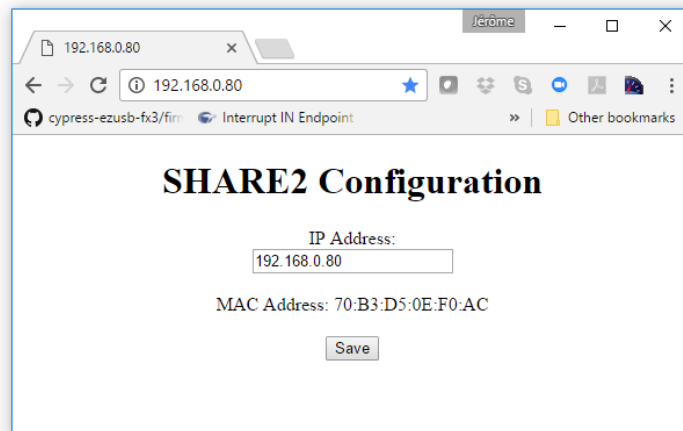 Jérôme
192.168.0.80
192.168.0.80
cypress-ezusb-fx3/firm Interrupt IN Endpoint » Other bookmarks
SHARE2 Configuration
IP Address:
192.168.0.80
MAC Address: 70:B3:D5:0E:F0:AC
Save